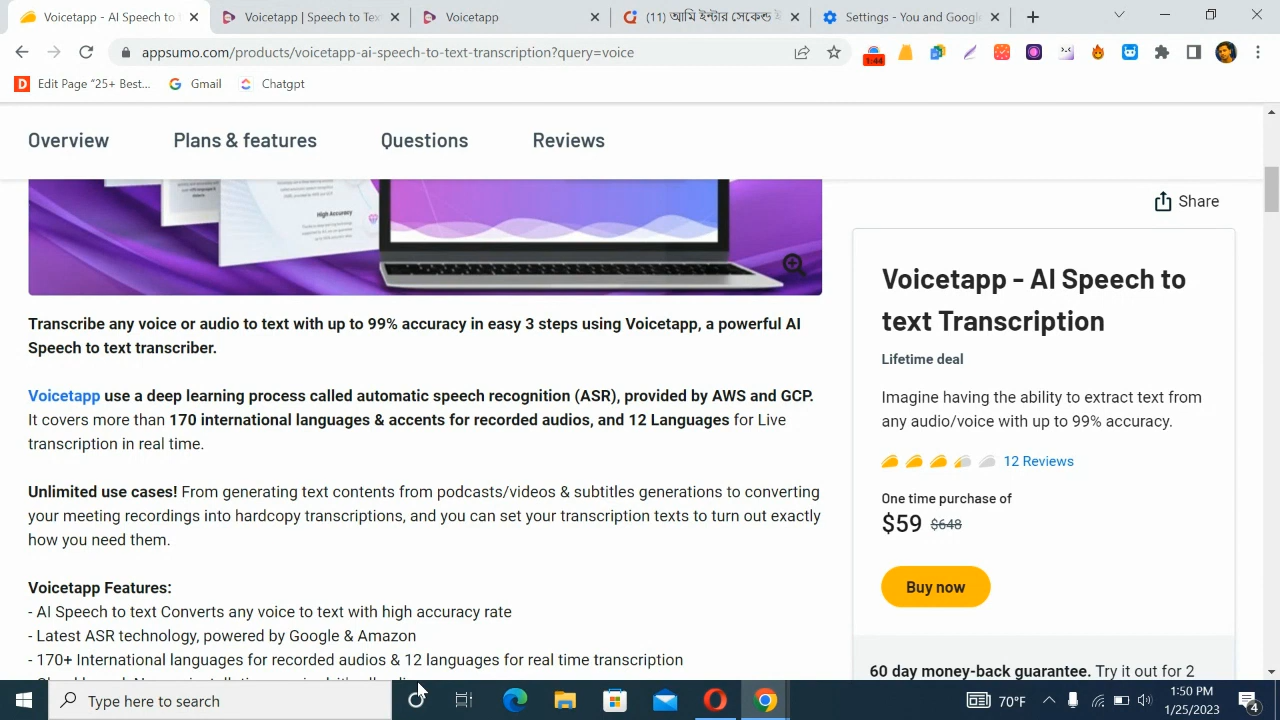 Voicetapp - AI Speech to
Voicetapp | Speech to Tex
Voicetapp
(11) আমি ইন্টার সেকেন্ড ই
Settings - You and Googl
appsumo.com/products/voicetapp-ai-speech-to-text-transcription?query=voice
1:44
Edit Page “25+ Best...
Gmail
Chatgpt
Overview
Plans & features
Questions
Reviews
High Accuracy
Share
Transcribe any voice or audio to text with up to 99% accuracy in easy 3 steps using Voicetapp, a powerful AI
Speech to text transcriber.
Voicetapp use a deep learning process called automatic speech recognition (ASR), provided by AWS and GCP.
It covers more than 170 international languages & accents for recorded audios, and 12 Languages for Live
transcription in real time.
Unlimited use cases! From generating text contents from podcasts/videos & subtitles generations to converting
your meeting recordings into hardcopy transcriptions, and you can set your transcription texts to turn out exactly
how you need them.
Voicetapp Features:
- AI Speech to text Converts any voice to text with high accuracy rate
- Latest ASR technology, powered by Google & Amazon
- 170+ International languages for recorded audios & 12 languages for real time transcription
Voicetapp - AI Speech to
text Transcription
Lifetime deal
Imagine having the ability to extract text from
any audio/voice with up to 99% accuracy.
12 Reviews
One time purchase of
$59 $648
Buy now
60 day money-back guarantee. Try it out for 2
Type here to search
70°F
1:50 PM
1/25/2023
4